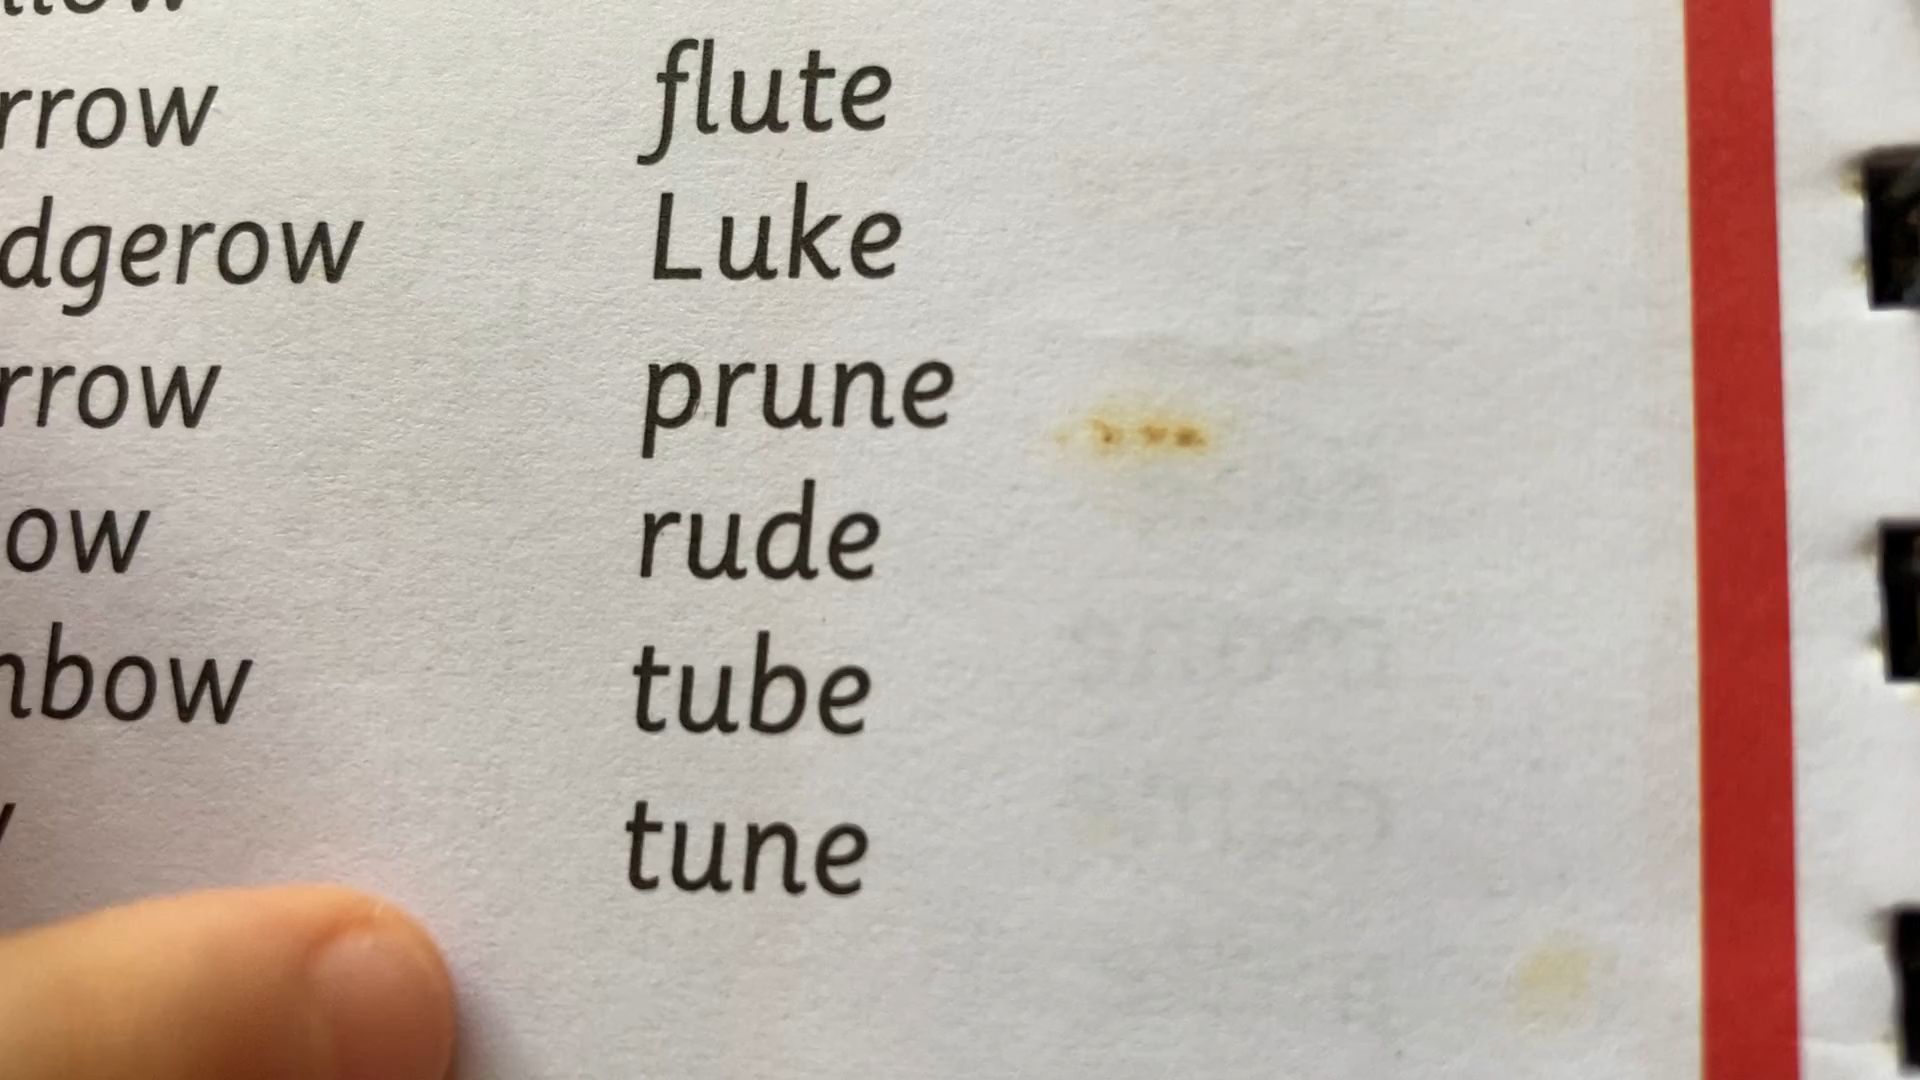 rrow
dgerow
rrow
ow
nbow
flute
Luke
prune
rude
tube
tune